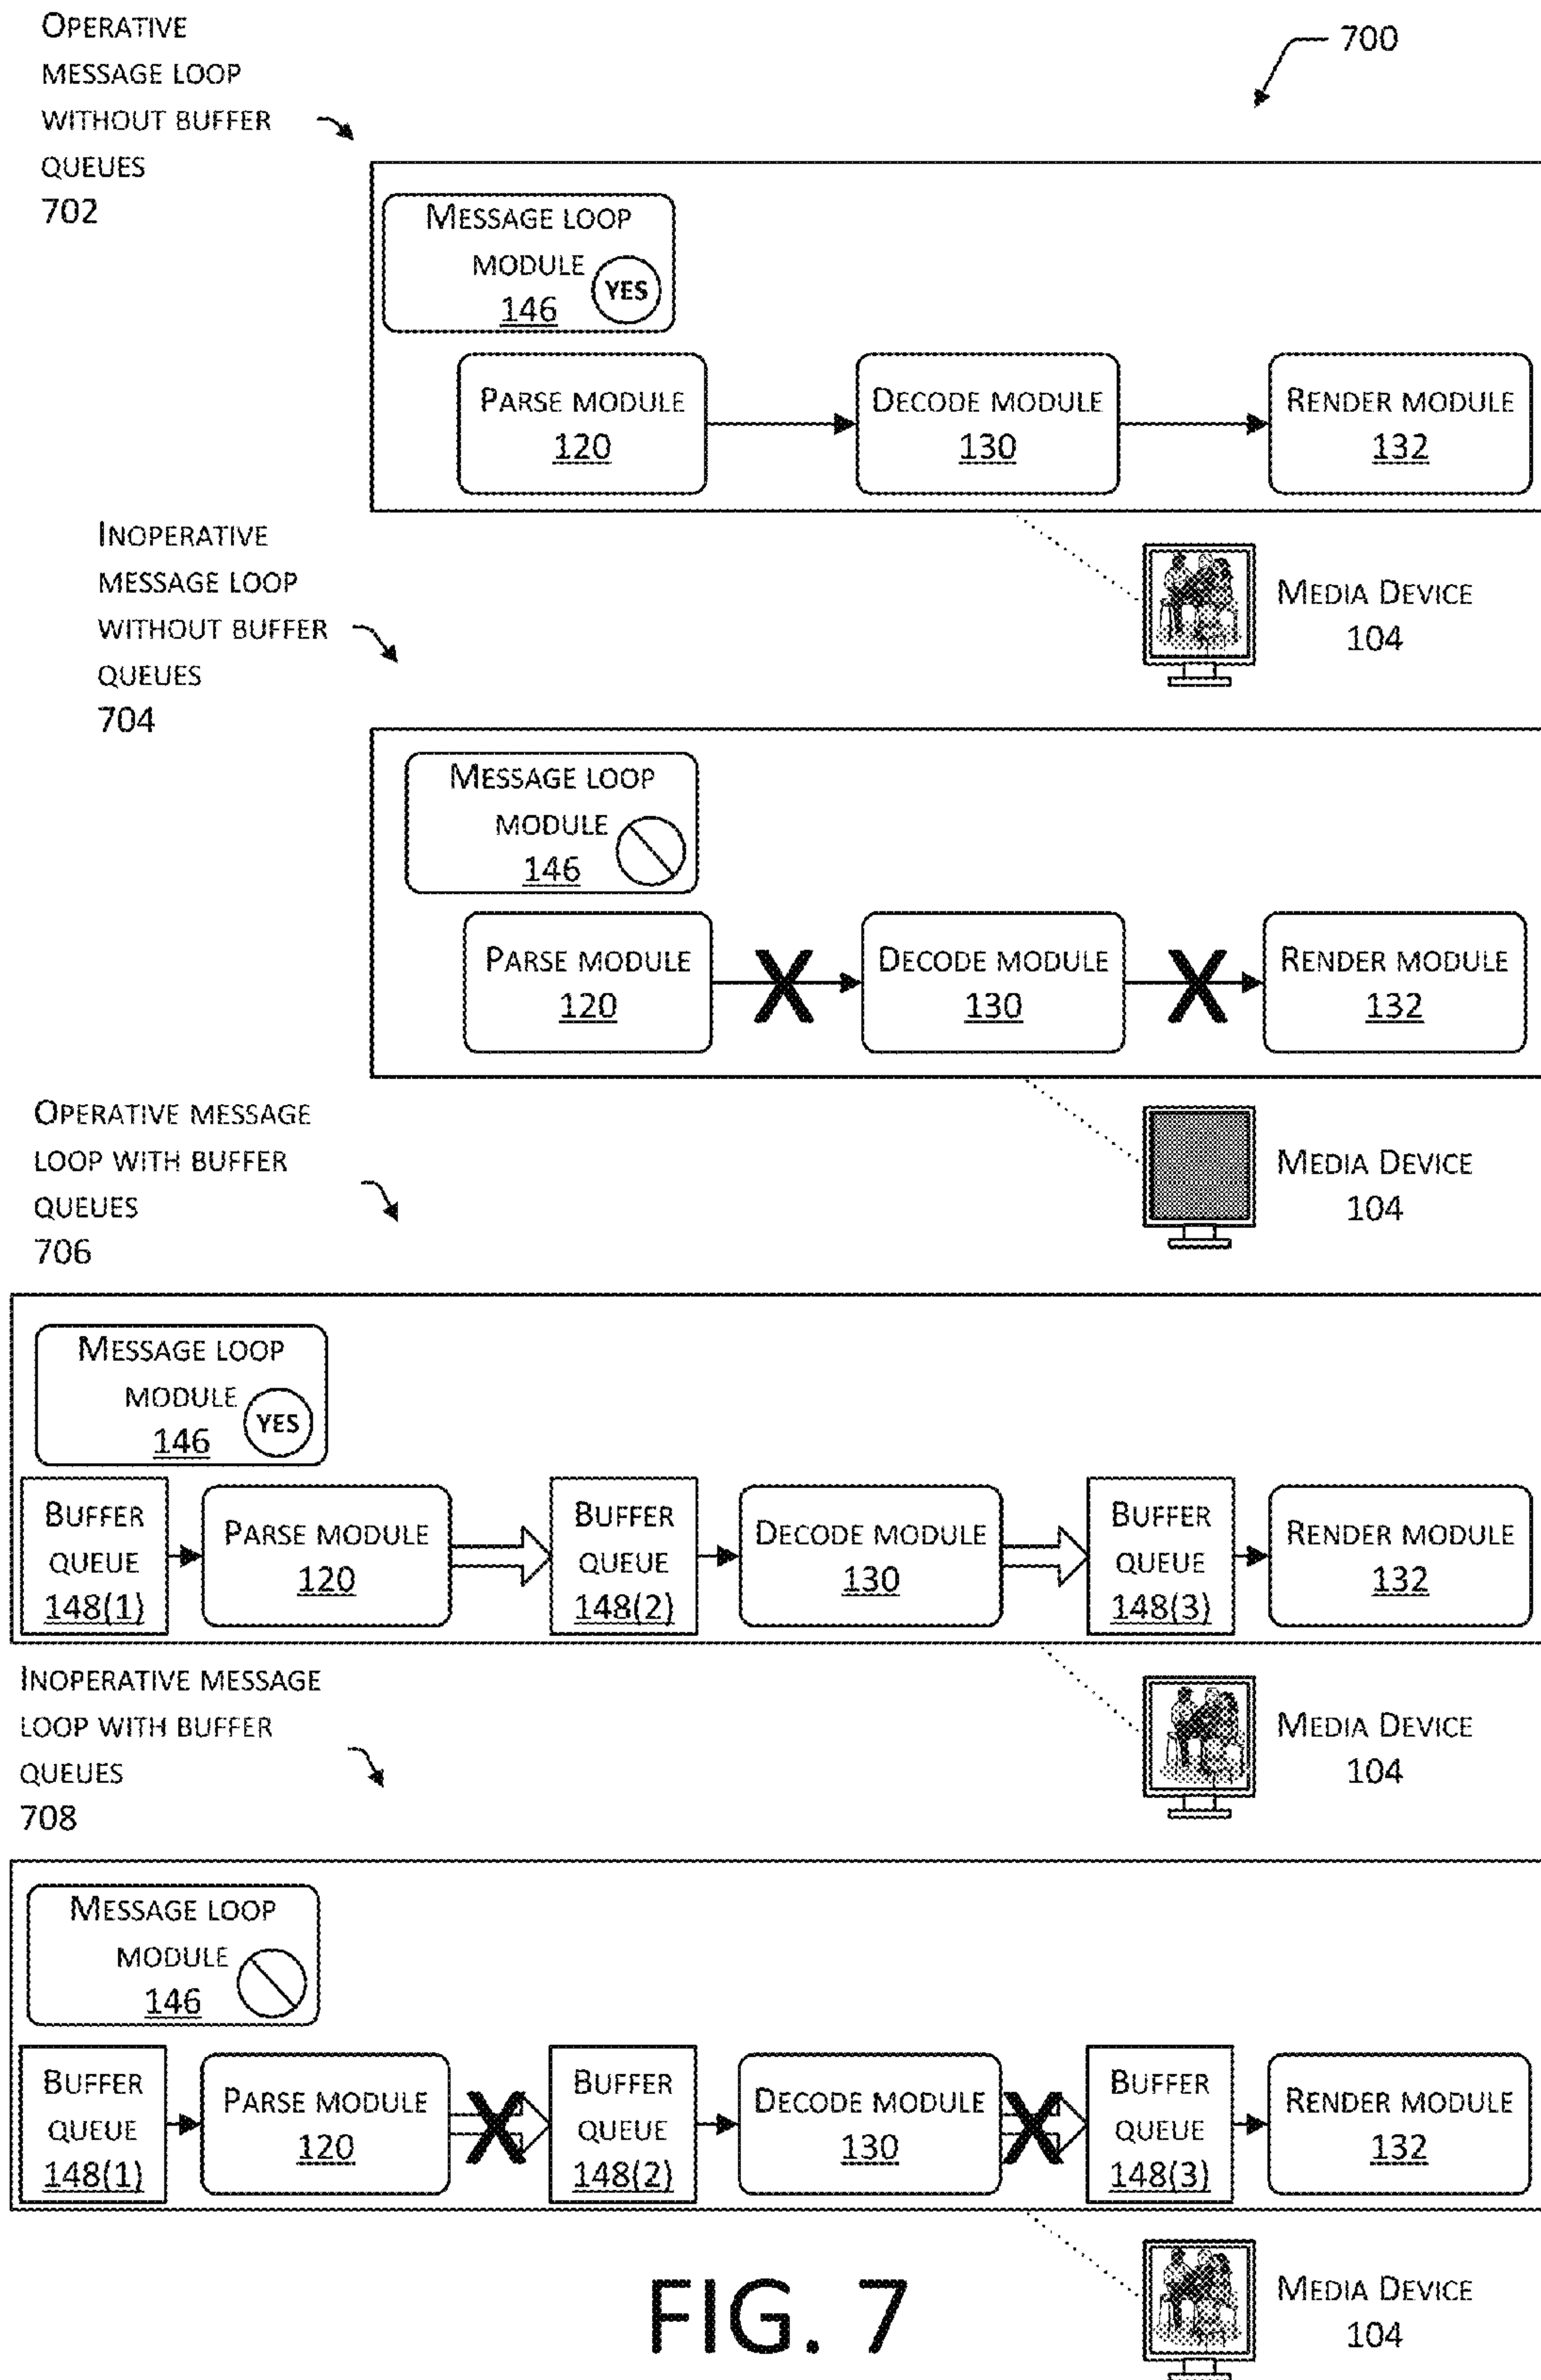 OPERATIVE
MESSAGE LOOP
WITHOUT BUFFER
QUEUES
702
700
MESSAGE LOOP
MODULE
YES
146
PARSE MODULE
120
DECODE MODULE
130
RENDER MODULE
132
MEDIA DEVICE
104
INOPERATIVE
MESSAGE LOOP
WITHOUT BUFFER
QUEUES
704
MESSAGE LOOP
MODULE
146
PARSE MODULE
120
X
DECODE MODULE
130
X
RENDER MODULE
132
MEDIA DEVICE
104
OPERATIVE MESSAGE
LOOP WITH BUFFER
QUEUES
706
MESSAGE LOOP
MODULE
YES
146
BUFFER
QUEUE
148(1)
PARSE MODULE
120
BUFFER
QUEUE
148(2)
DECODE MODULE
130
BUFFER
QUEUE
148(3)
RENDER MODULE
132
MEDIA DEVICE
104
INOPERATIVE MESSAGE
LOOP WITH BUFFER
QUEUES
708
MESSAGE LOOP
MODULE
146
BUFFER
QUEUE
148(1)
PARSE MODULE
120
X
BUFFER
QUEUE
148(2)
DECODE MODULE
130
X
BUFFER
QUEUE
148(3)
RENDER MODULE
132
MEDIA DEVICE
104
FIG. 7